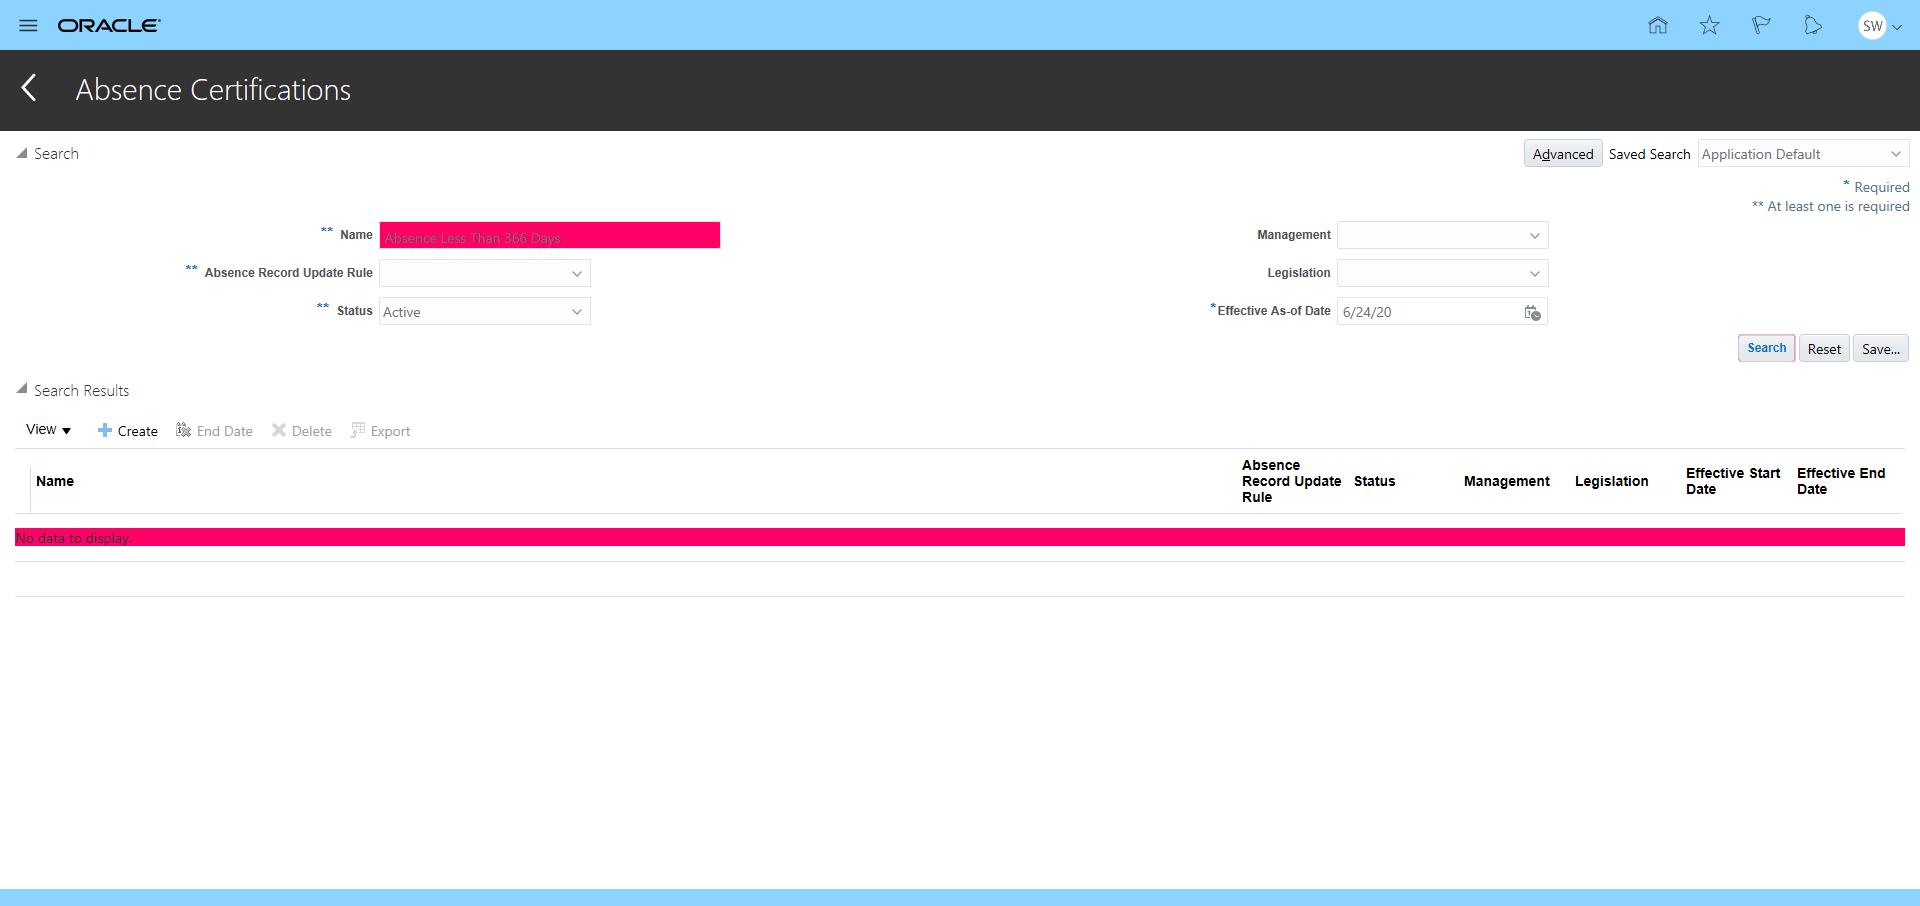 ORACLE
SW
Absence Certifications
Search
Advanced Saved Search Application Default
* Required
** At least one is required
** Name Absence Less Than 366 Days
Management
** Absence Record Update Rule
Legislation
** Status Active
*Effective As-of Date 6/24/20
Search Reset Save...
Search Results
View Create End Date Delete Export
Name
Absence Record Update Rule
Status
Management
Legislation
Effective Start Date
Effective End Date
No data to display.